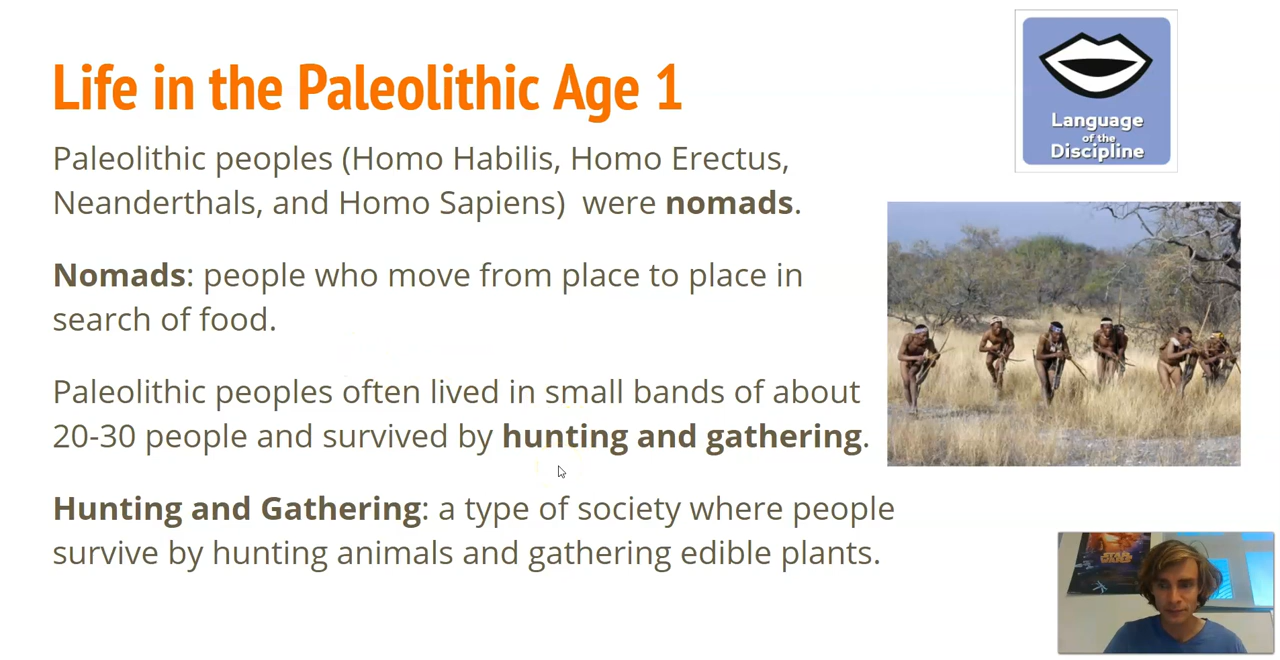 Life in the Paleolithic Age 1
Paleolithic peoples (Homo Habilis, Homo Erectus,
Neanderthals, and Homo Sapiens)  were nomads.
Nomads: people who move from place to place in
search of food.
Paleolithic peoples often lived in small bands of about
20-30 people and survived by hunting and gathering.
Hunting and Gathering: a type of society where people
survive by hunting animals and gathering edible plants.
Language
of the
Discipline
STAR
WARS